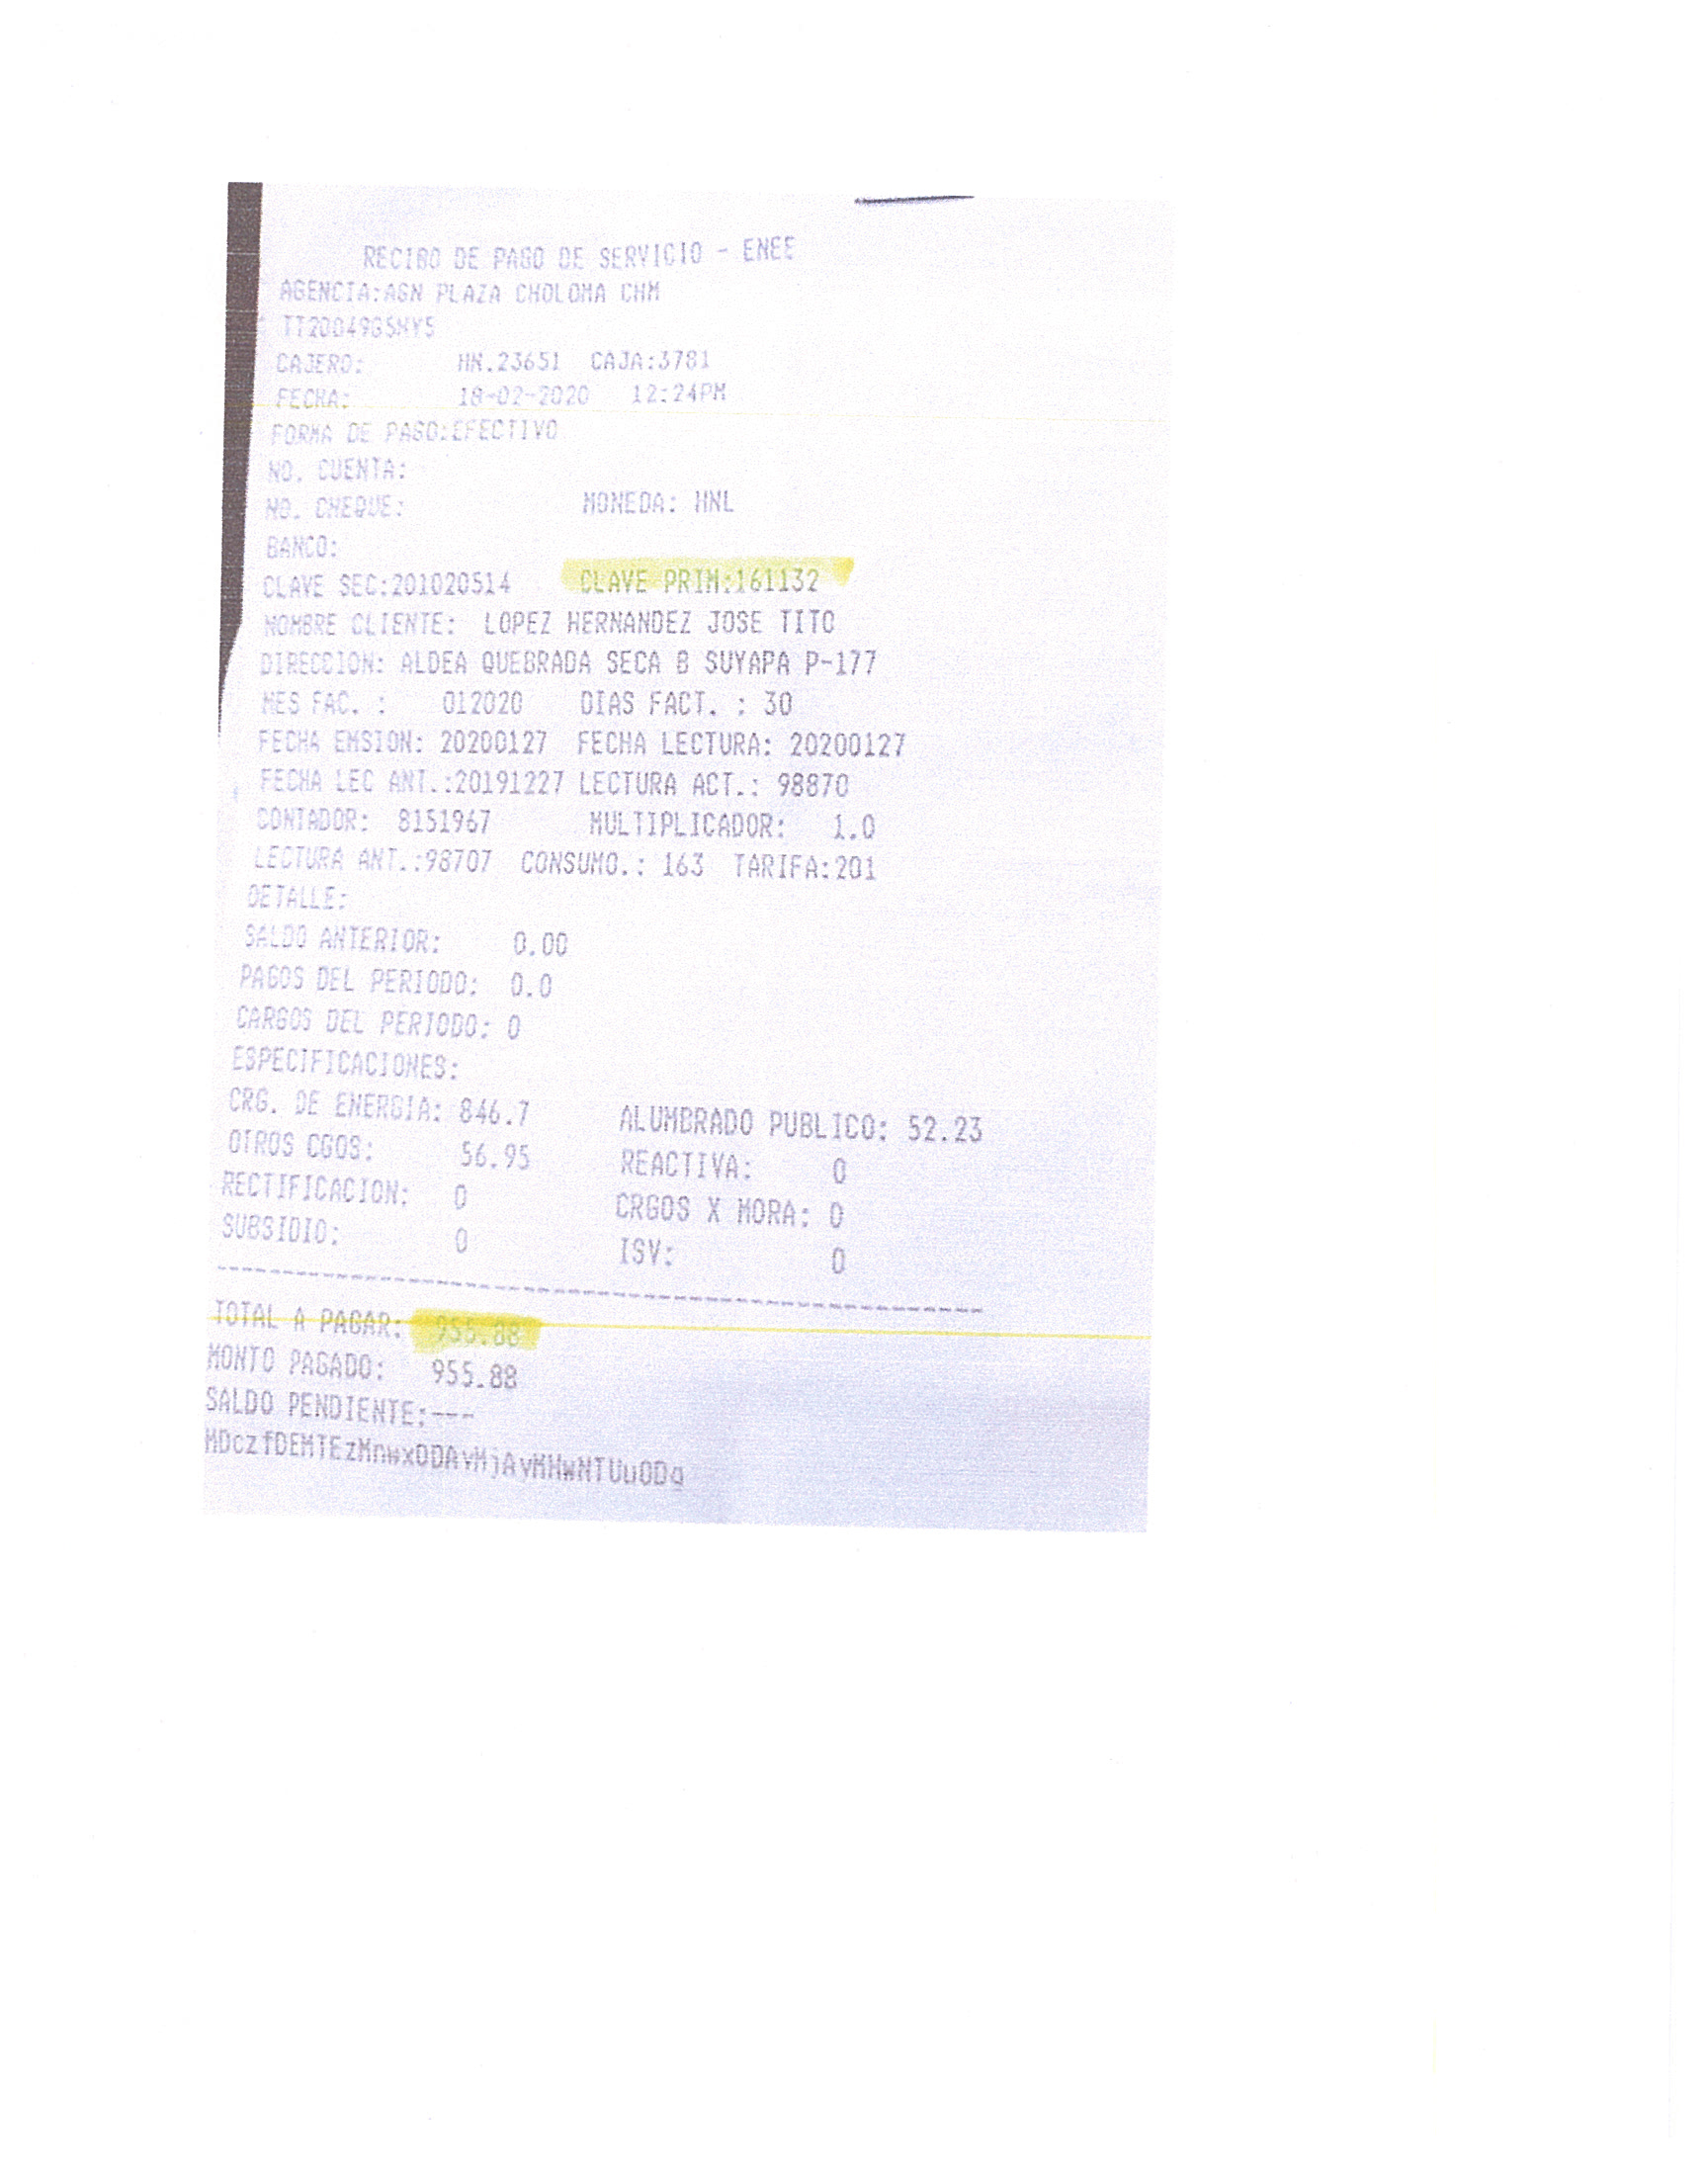 RECIBO DE PAGO DE SERVICIO - ENEE
AGENCIA:AGN PLAZA CHOLOMA CHM
TT20049G5NY5
CAJERO: HN.23651 CAJA:3781
FECHA: 18-02-2020 12:24PM
FORMA DE PAGO:EFECTIVO
NO. CUENTA:
NO. CHEQUE: MONEDA: HNL
BANCO:
CLAVE SEC:201020514 CLAVE PRIM:161132
NOMBRE CLIENTE: LOPEZ HERNANDEZ JOSE TITO
DIRECCION: ALDEA QUEBRADA SECA B SUYAPA P-177
MES FAC. : 012020 DIAS FACT. : 30
FECHA EMSION: 20200127 FECHA LECTURA: 20200127
FECHA LEC ANT.:20191227 LECTURA ACT.: 98870
CONTADOR: 8151967 MULTIPLICADOR: 1.0
LECTURA ANT.:98707 CONSUMO.: 163 TARIFA:201
DETALLE:
SALDO ANTERIOR: 0.00
PAGOS DEL PERIODO: 0.0
CARGOS DEL PERIODO: 0
ESPECIFICACIONES:
CRG. DE ENERGIA: 846.7 ALUMBRADO PUBLICO: 52.23
OTROS CGOS: 56.95 REACTIVA: 0
RECTIFICACION: 0 CRGOS X MORA: 0
SUBSIDIO: 0 ISV: 0
TOTAL A PAGAR: 955.88
MONTO PAGADO: 955.88
SALDO PENDIENTE:---